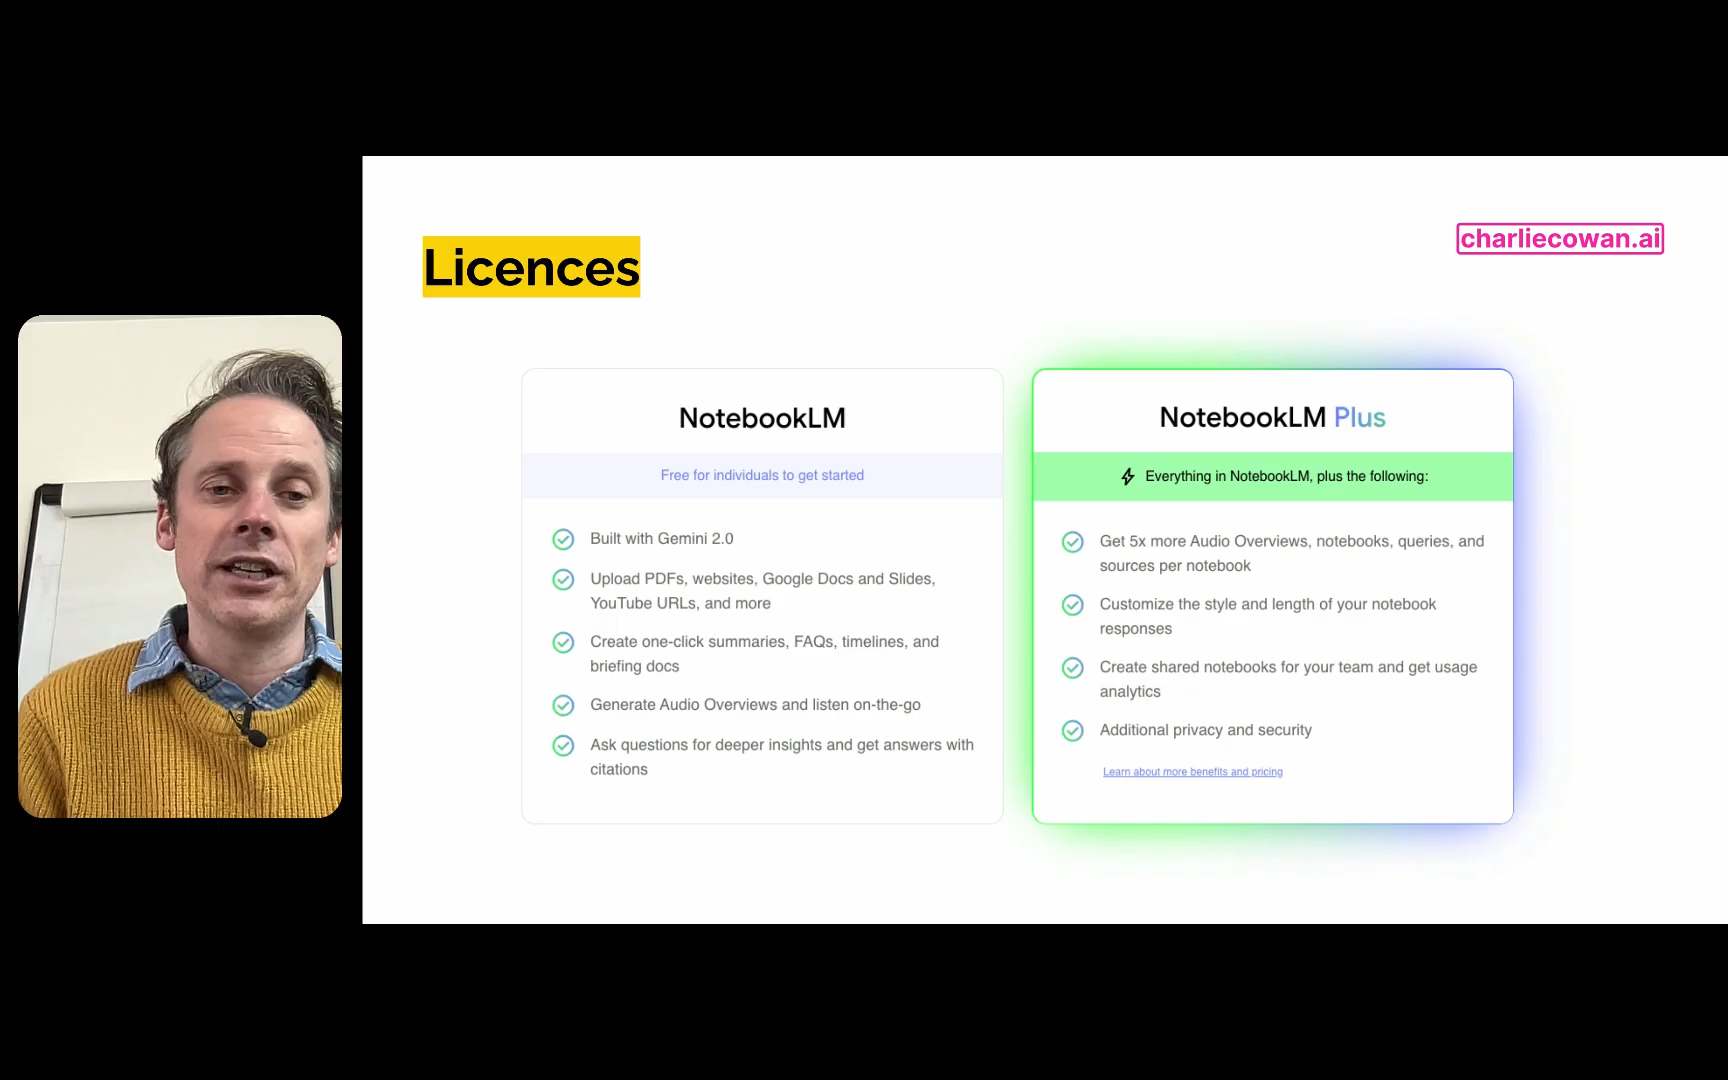 Licences
charliecowan.ai
NotebookLM
Free for individuals to get started
Built with Gemini 2.0
Upload PDFs, websites, Google Docs and Slides,
YouTube URLs, and more
Create one-click summaries, FAQs, timelines, and
briefing docs
Generate Audio Overviews and listen on-the-go
Ask questions for deeper insights and get answers with
citations
NotebookLM Plus
Everything in NotebookLM, plus the following:
Get 5x more Audio Overviews, notebooks, queries, and
sources per notebook
Customize the style and length of your notebook
responses
Create shared notebooks for your team and get usage
analytics
Additional privacy and security
Learn about more benefits and pricing